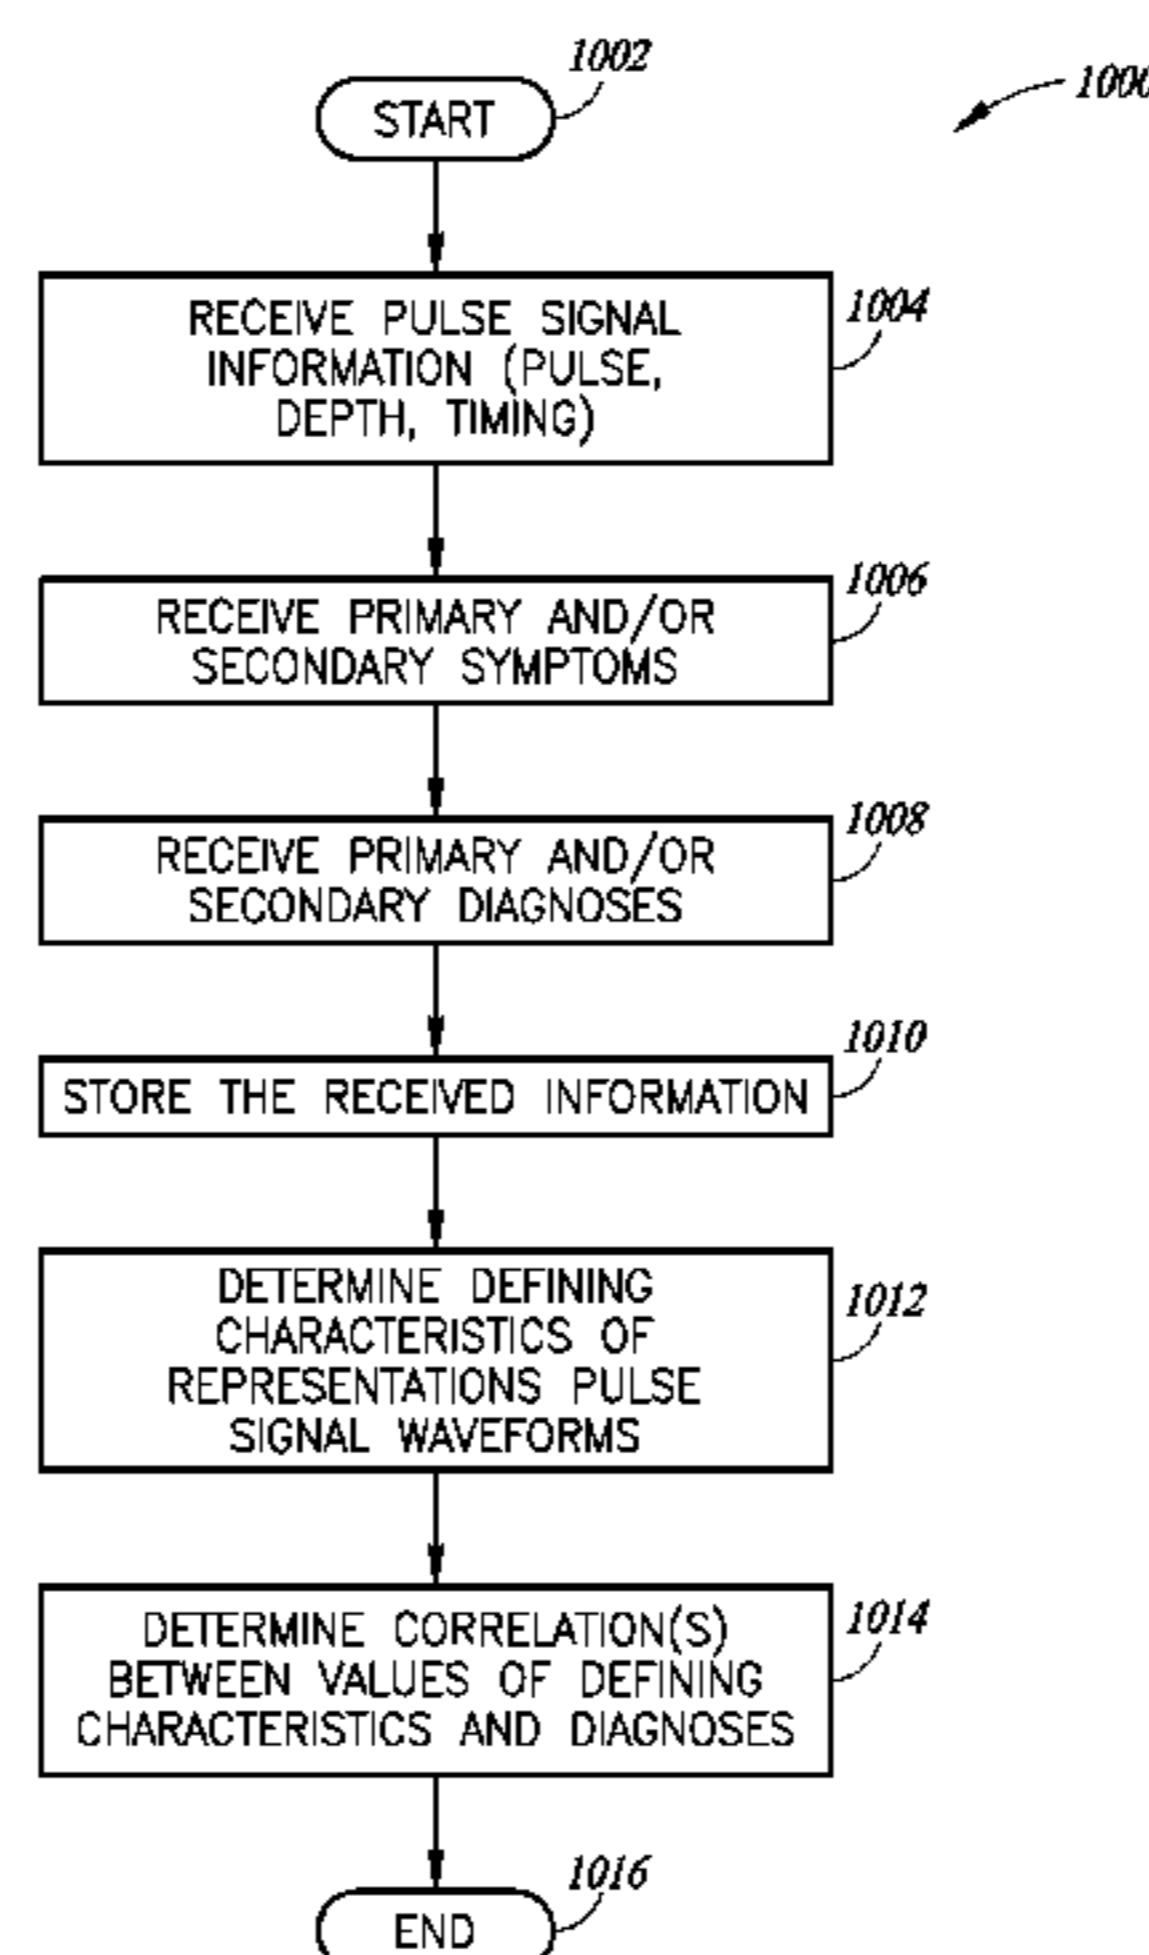 1002
1000
START
1004
RECEIVE PULSE SIGNAL
INFORMATION (PULSE,
DEPTH, TIMING)
1006
RECEIVE PRIMARY AND/OR
SECONDARY SYMPTOMS
1008
RECEIVE PRIMARY AND/OR
SECONDARY DIAGNOSES
1010
STORE THE RECEIVED INFORMATION
1012
DETERMINE DEFINING
CHARACTERISTICS OF
REPRESENTATIONS PULSE
SIGNAL WAVEFORMS
1014
DETERMINE CORRELATION(S)
BETWEEN VALUES OF DEFINING
CHARACTERISTICS AND DIAGNOSES
1016
END